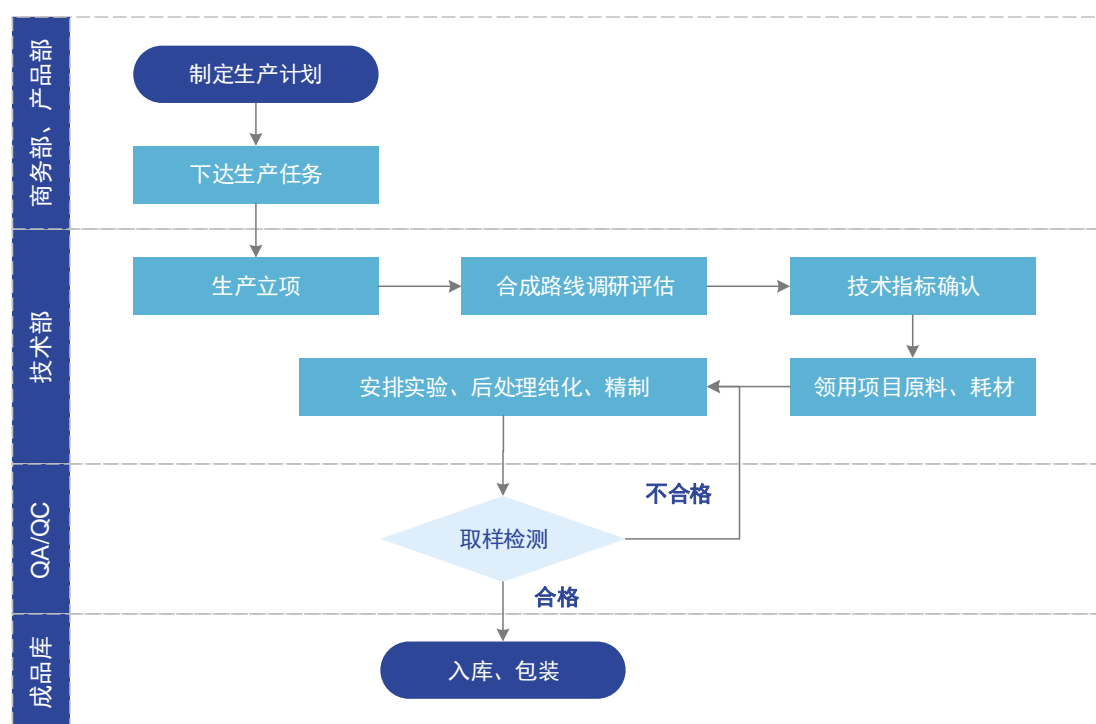 商务部、产品部
制定生产计划
下达生产任务
技术部
生产立项
合成路线调研评估
技术指标确认
安排实验、后处理纯化、精制
领用项目原料、耗材
QA/QC
不合格
取样检测
合格
成品库
入库、包装